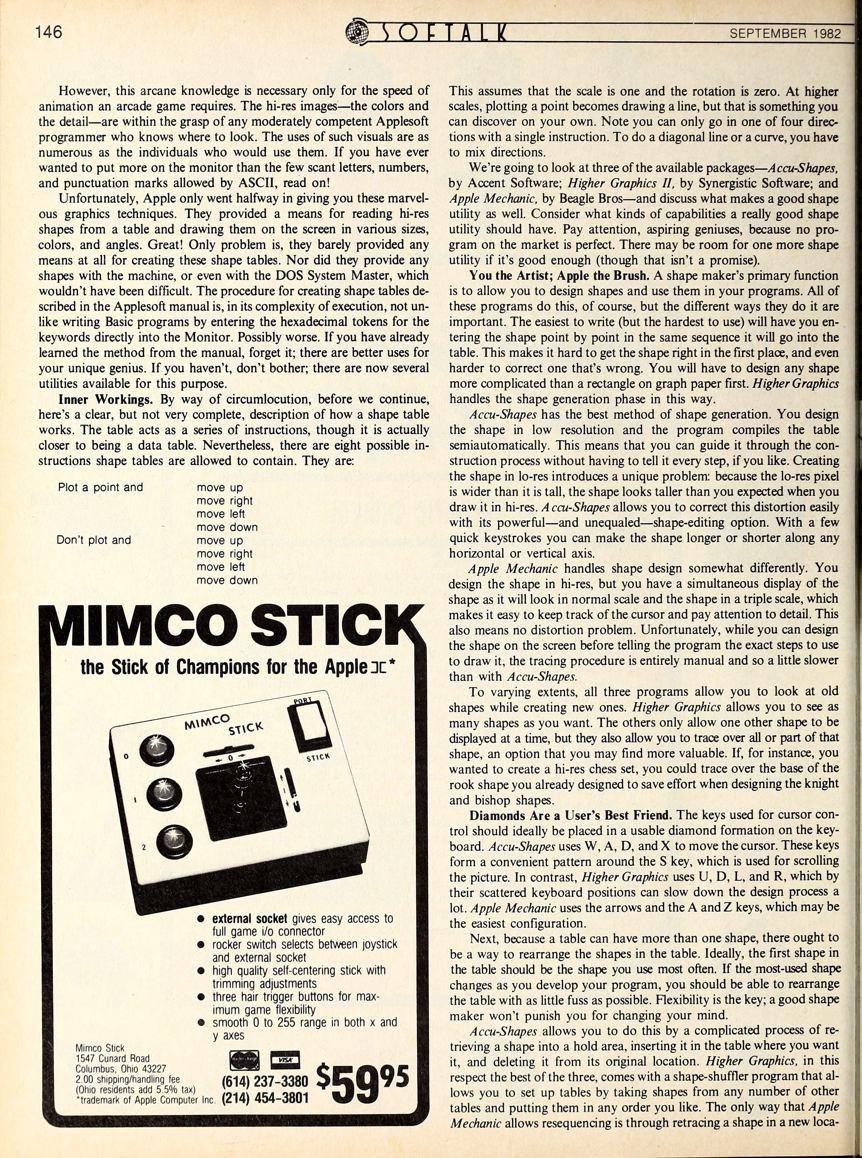 146
SOFTALK
SEPTEMBER 1982
However, this arcane knowledge is necessary only for the speed of
animation an arcade game requires. The hi-res images—the colors and
the detail—are within the grasp of any moderately competent Applesoft
programmer who knows where to look. The uses of such visuals are as
numerous as the individuals who would use them. If you have ever
wanted to put more on the monitor than the few scant letters, numbers,
and punctuation marks allowed by ASCII, read on!
Unfortunately, Apple only went halfway in giving you these marvel-
ous graphics techniques. They provided a means for reading hi-res
shapes from a table and drawing them on the screen in various sizes,
colors, and angles. Great! Only problem is, they barely provided any
means at all for creating these shape tables. Nor did they provide any
shapes with the machine, or even with the DOS System Master, which
wouldn't have been difficult. The procedure for creating shape tables de-
scribed in the Applesoft manual is, in its complexity of execution, not un-
like writing Basic programs by entering the hexadecimal tokens for the
keywords directly into the Monitor. Possibly worse. If you have already
learned the method from the manual, forget it; there are better uses for
your unique genius. If you haven't, don't bother; there are now several
utilities available for this purpose.
Inner Workings. By way of circumlocution, before we continue,
here's a clear, but not very complete, description of how a shape table
works. The table acts as a series of instructions, though it is actually
closer to being a data table. Nevertheless, there are eight possible in-
structions shape tables are allowed to contain. They are:
Plot a point and move up
move right
move left
move down
Don't plot and move up
move right
move left
move down
MIMCO STICK
the Stick of Champions for the Apple ][*
MIMCO
STICK
PORT
STICK
0
0
1
1
2
● external socket gives easy access to
full game i/o connector
● rocker switch selects between joystick
and external socket
● high quality self-centering stick with
trimming adjustments
● three hair trigger buttons for max-
imum game flexibility
● smooth 0 to 255 range in both x and
y axes
Mimco Stick
1547 Cunard Road
Columbus, Ohio 43227
2.00 shipping/handling fee
(Ohio residents add 5.5% tax)
*trademark of Apple Computer Inc.
VISA
(614) 237-3380
(214) 454-3801
$5995
This assumes that the scale is one and the rotation is zero. At higher
scales, plotting a point becomes drawing a line, but that is something you
can discover on your own. Note you can only go in one of four direc-
tions with a single instruction. To do a diagonal line or a curve, you have
to mix directions.
We're going to look at three of the available packages—Accu-Shapes,
by Accent Software; Higher Graphics II, by Synergistic Software; and
Apple Mechanic, by Beagle Bros—and discuss what makes a good shape
utility as well. Consider what kinds of capabilities a really good shape
utility should have. Pay attention, aspiring geniuses, because no pro-
gram on the market is perfect. There may be room for one more shape
utility if it's good enough (though that isn't a promise).
You the Artist; Apple the Brush. A shape maker's primary function
is to allow you to design shapes and use them in your programs. All of
these programs do this, of course, but the different ways they do it are
important. The easiest to write (but the hardest to use) will have you en-
tering the shape point by point in the same sequence it will go into the
table. This makes it hard to get the shape right in the first place, and even
harder to correct one that's wrong. You will have to design any shape
more complicated than a rectangle on graph paper first. Higher Graphics
handles the shape generation phase in this way.
Accu-Shapes has the best method of shape generation. You design
the shape in low resolution and the program compiles the table
semiautomatically. This means that you can guide it through the con-
struction process without having to tell it every step, if you like. Creating
the shape in lo-res introduces a unique problem: because the lo-res pixel
is wider than it is tall, the shape looks taller than you expected when you
draw it in hi-res. Accu-Shapes allows you to correct this distortion easily
with its powerful—and unequaled—shape-editing option. With a few
quick keystrokes you can make the shape longer or shorter along any
horizontal or vertical axis.
Apple Mechanic handles shape design somewhat differently. You
design the shape in hi-res, but you have a simultaneous display of the
shape as it will look in normal scale and the shape in a triple scale, which
makes it easy to keep track of the cursor and pay attention to detail. This
also means no distortion problem. Unfortunately, while you can design
the shape on the screen before telling the program the exact steps to use
to draw it, the tracing procedure is entirely manual and so a little slower
than with Accu-Shapes.
To varying extents, all three programs allow you to look at old
shapes while creating new ones. Higher Graphics allows you to see as
many shapes as you want. The others only allow one other shape to be
displayed at a time, but they also allow you to trace over all or part of that
shape, an option that you may find more valuable. If, for instance, you
wanted to create a hi-res chess set, you could trace over the base of the
rook shape you already designed to save effort when designing the knight
and bishop shapes.
Diamonds Are a User's Best Friend. The keys used for cursor con-
trol should ideally be placed in a usable diamond formation on the key-
board. Accu-Shapes uses W, A, D, and X to move the cursor. These keys
form a convenient pattern around the S key, which is used for scrolling
the picture. In contrast, Higher Graphics uses U, D, L, and R, which by
their scattered keyboard positions can slow down the design process a
lot. Apple Mechanic uses the arrows and the A and Z keys, which may be
the easiest configuration.
Next, because a table can have more than one shape, there ought to
be a way to rearrange the shapes in the table. Ideally, the first shape in
the table should be the shape you use most often. If the most-used shape
changes as you develop your program, you should be able to rearrange
the table with as little fuss as possible. Flexibility is the key; a good shape
maker won't punish you for changing your mind.
Accu-Shapes allows you to do this by a complicated process of re-
trieving a shape into a hold area, inserting it in the table where you want
it, and deleting it from its original location. Higher Graphics, in this
respect the best of the three, comes with a shape-shuffler program that al-
lows you to set up tables by taking shapes from any number of other
tables and putting them in any order you like. The only way that Apple
Mechanic allows resequencing is through retracing a shape in a new loca-